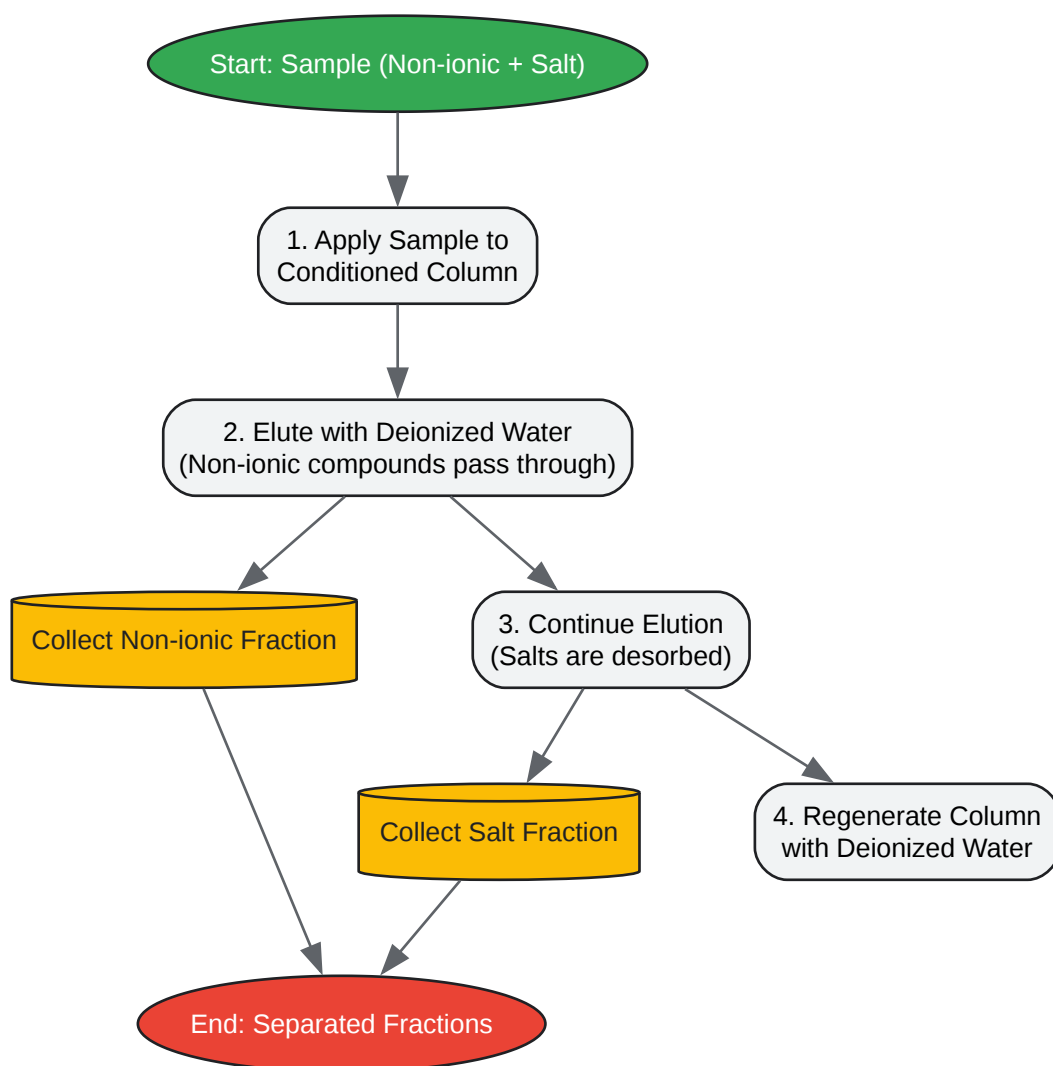 Start: Sample (Non-ionic + Salt)
1. Apply Sample to
Conditioned Column
2. Elute with Deionized Water
(Non-ionic compounds pass through)
Collect Non-ionic Fraction
3. Continue Elution
(Salts are desorbed)
Collect Salt Fraction
4. Regenerate Column
with Deionized Water
End: Separated Fractions